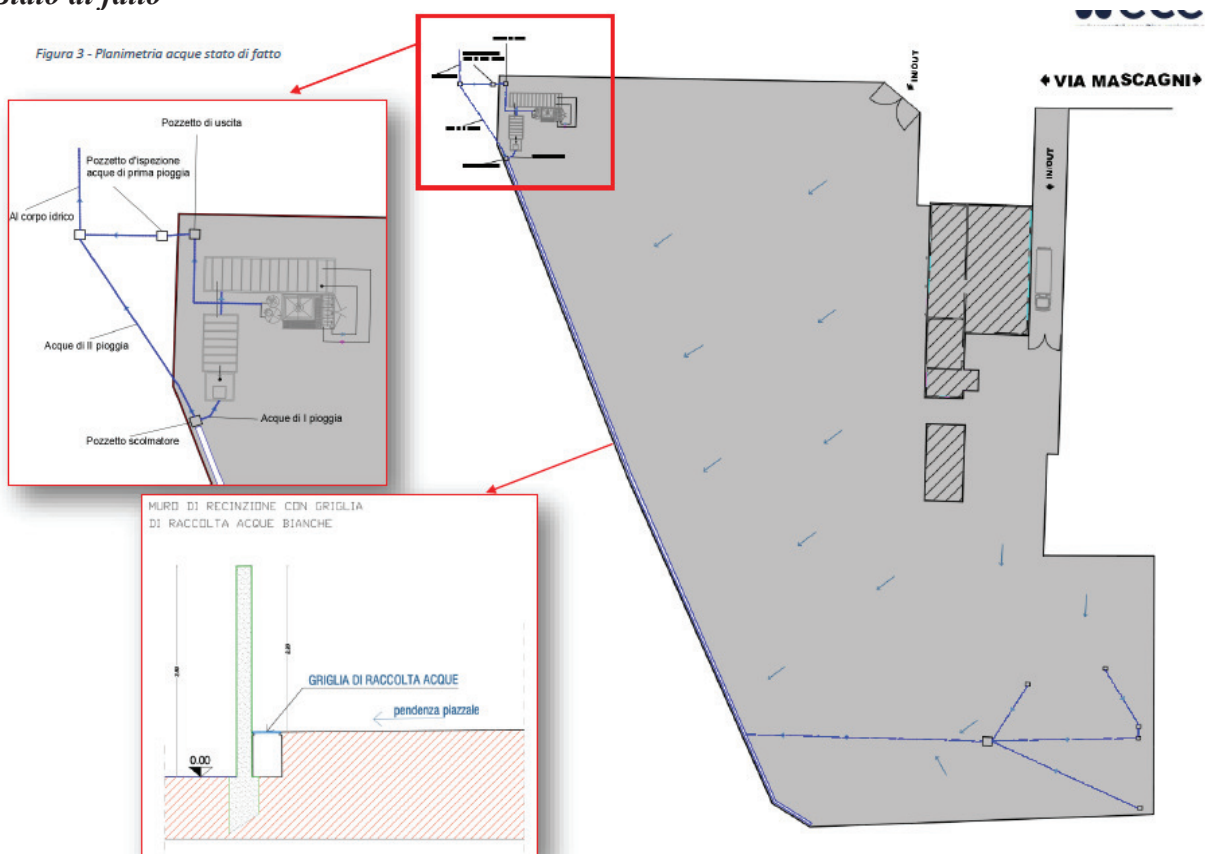 Stato di fatto
Figura 3 - Planimetria acque stato di fatto
IN/OUT
VIA MASCAGNI
IN/OUT
Pozzetto di uscita
Pozzetto d'ispezione
acque di prima pioggia
Al corpo idrico
Acque di II pioggia
Acque di I pioggia
Pozzetto scolmatore
MURO DI RECINZIONE CON GRIGLIA
DI RACCOLTA ACQUE BIANCHE
GRIGLIA DI RACCOLTA ACQUE
pendenza piazzale
0.00